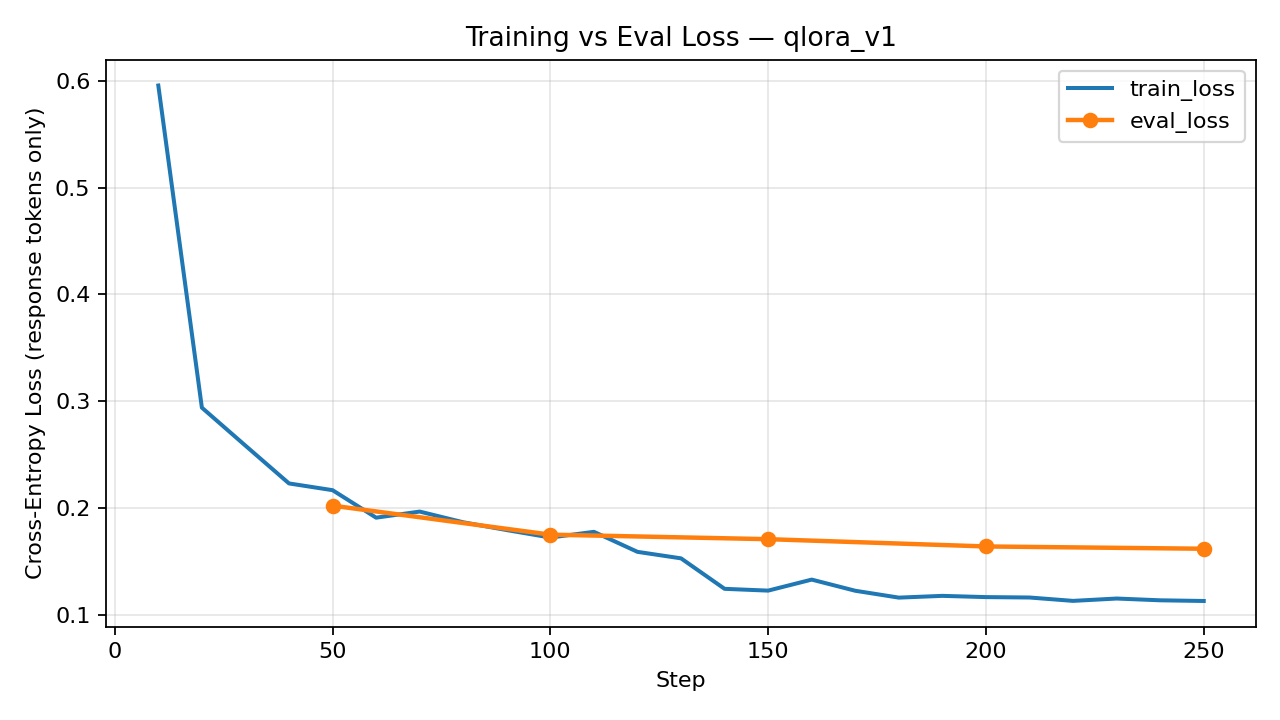 Training vs Eval Loss — qlora_v1
train_loss
eval_loss
Cross-Entropy Loss (response tokens only)
0.6
0.5
0.4
0.3
0.2
0.1
0 50 100 150 200 250
Step